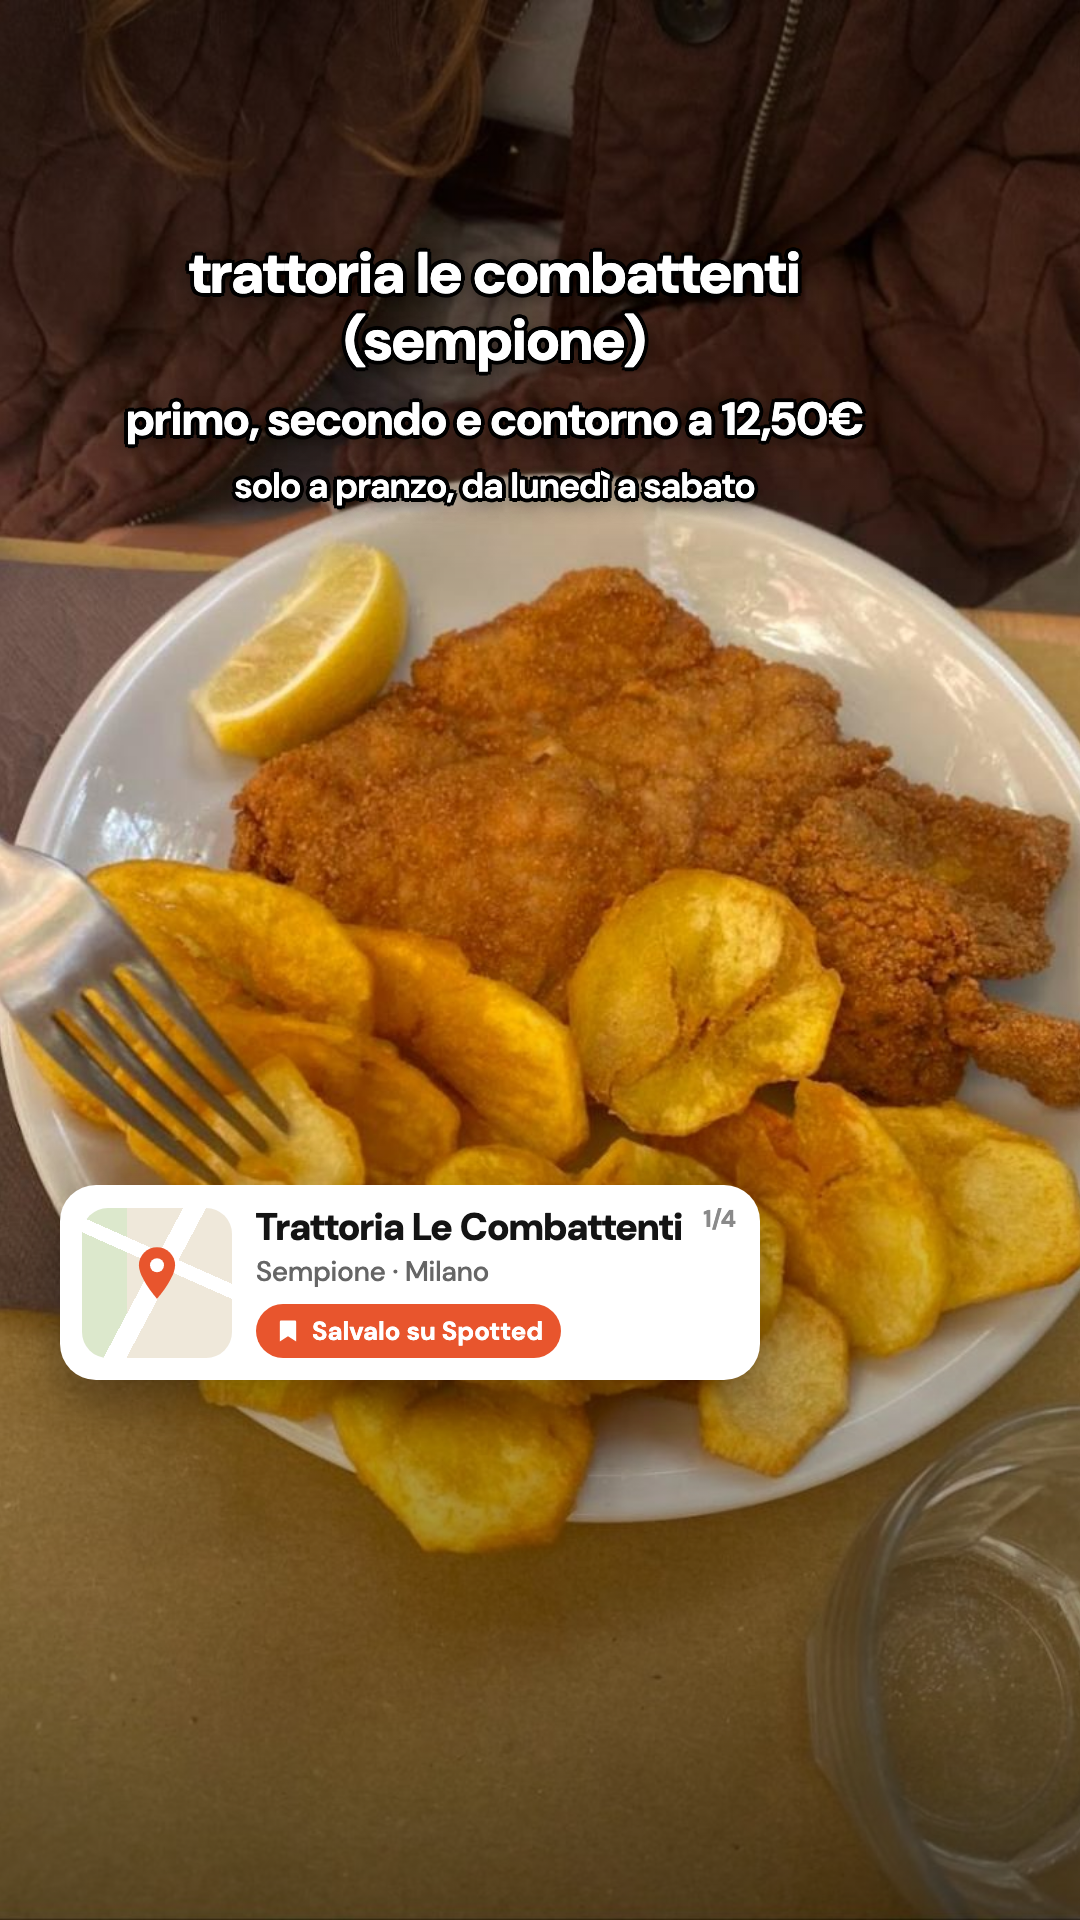 trattoria le combattenti
(sempione)
primo, secondo e contorno a 12,50€
solo a pranzo, da lunedì a sabato
Trattoria Le Combattenti 1/4
Sempione · Milano
Salvalo su Spotted